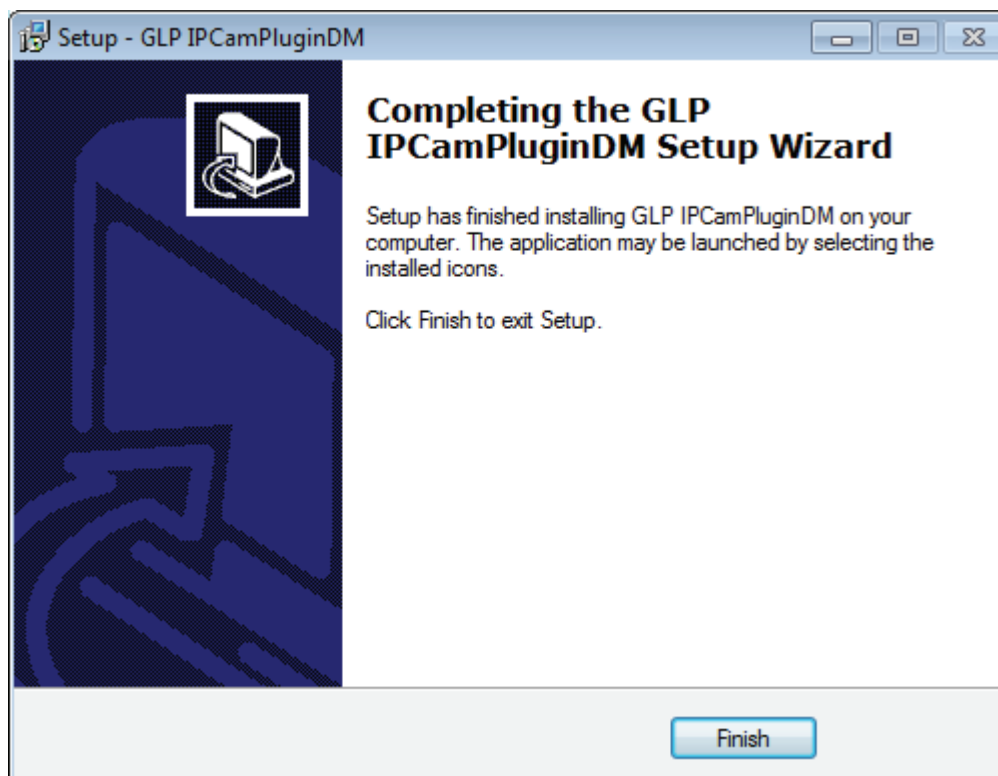 Setup - GLP IPCamPluginDM
Completing the GLP
IPCamPluginDM Setup Wizard
Setup has finished installing GLP IPCamPluginDM on your
computer. The application may be launched by selecting the
installed icons.
Click Finish to exit Setup.
Finish